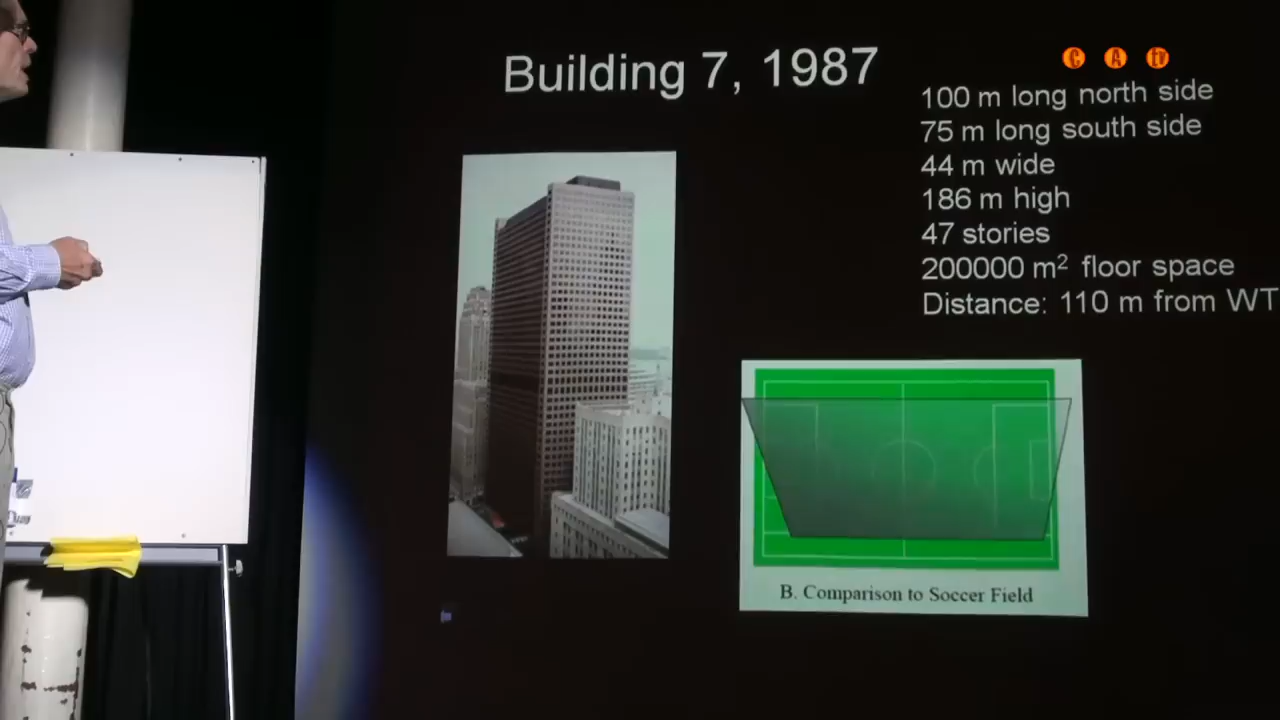 Building 7, 1987
C A tv
100 m long north side
75 m long south side
44 m wide
186 m high
47 stories
200000 m² floor space
Distance: 110 m from WT
B. Comparison to Soccer Field